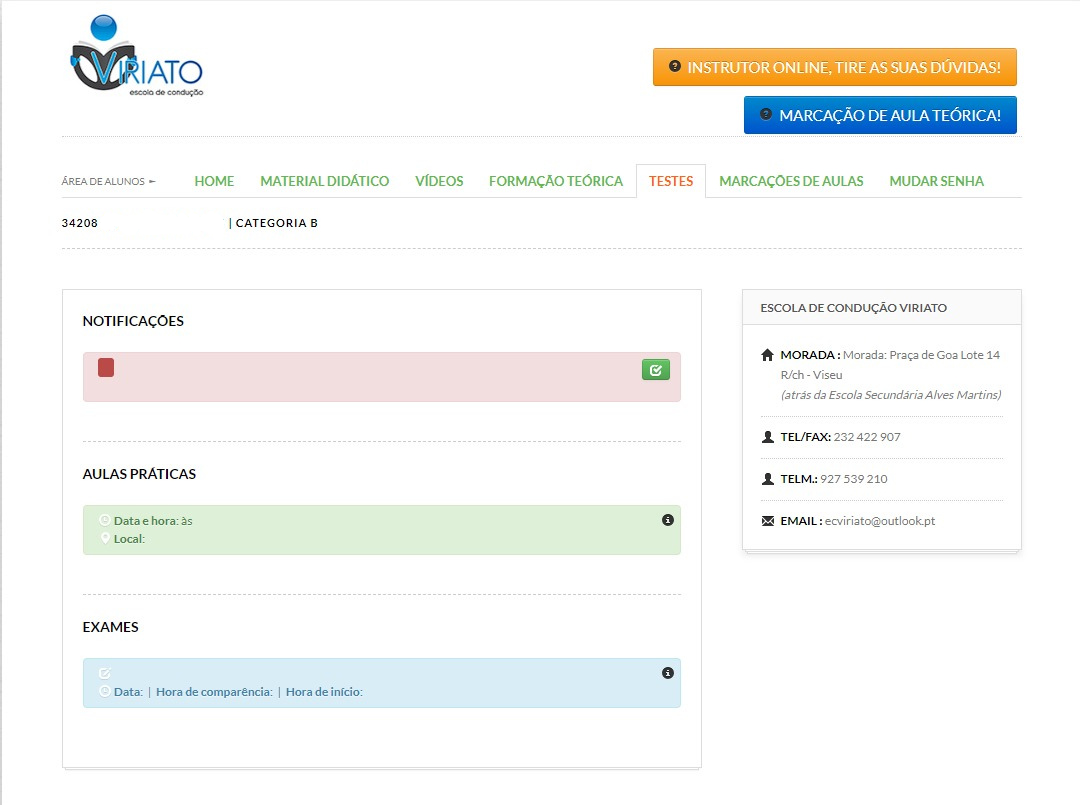 VIRIATO
escola de condução
INSTRUTOR ONLINE, TIRE AS SUAS DÚVIDAS!
MARCAÇÃO DE AULA TEÓRICA!
ÁREA DE ALUNOS HOME MATERIAL DIDÁTICO VÍDEOS FORMAÇÃO TEÓRICA TESTES MARCAÇÕES DE AULAS MUDAR SENHA
34208 | CATEGORIA B
NOTIFICAÇÕES
AULAS PRÁTICAS
Data e hora: às
Local:
EXAMES
Data: | Hora de comparência: | Hora de início:
ESCOLA DE CONDUÇÃO VIRIATO
MORADA : Morada: Praça de Goa Lote 14
R/ch - Viseu
(atrás da Escola Secundária Alves Martins)
TEL/FAX: 232 422 907
TELM.: 927 539 210
EMAIL : ecviriato@outlook.pt